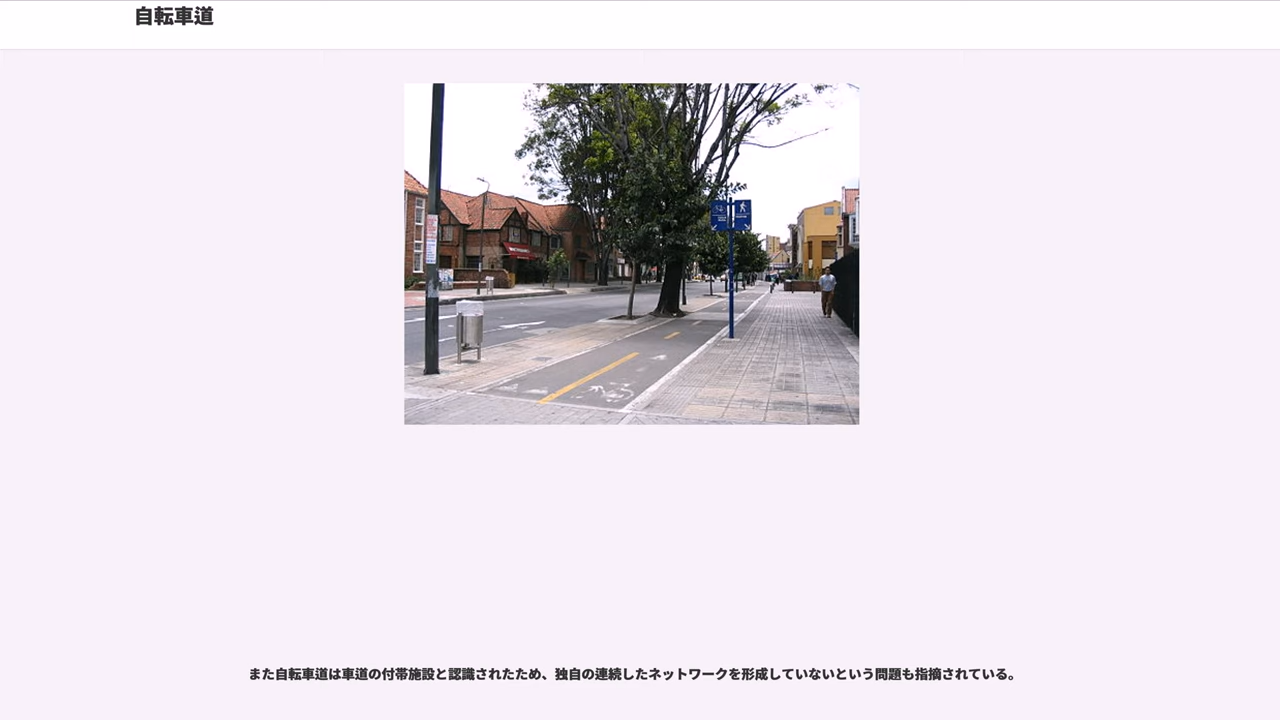 自転車道
また自転車道は車道の付帯施設と認識されたため、独自の連続したネットワークを形成していないという問題も指摘されている。